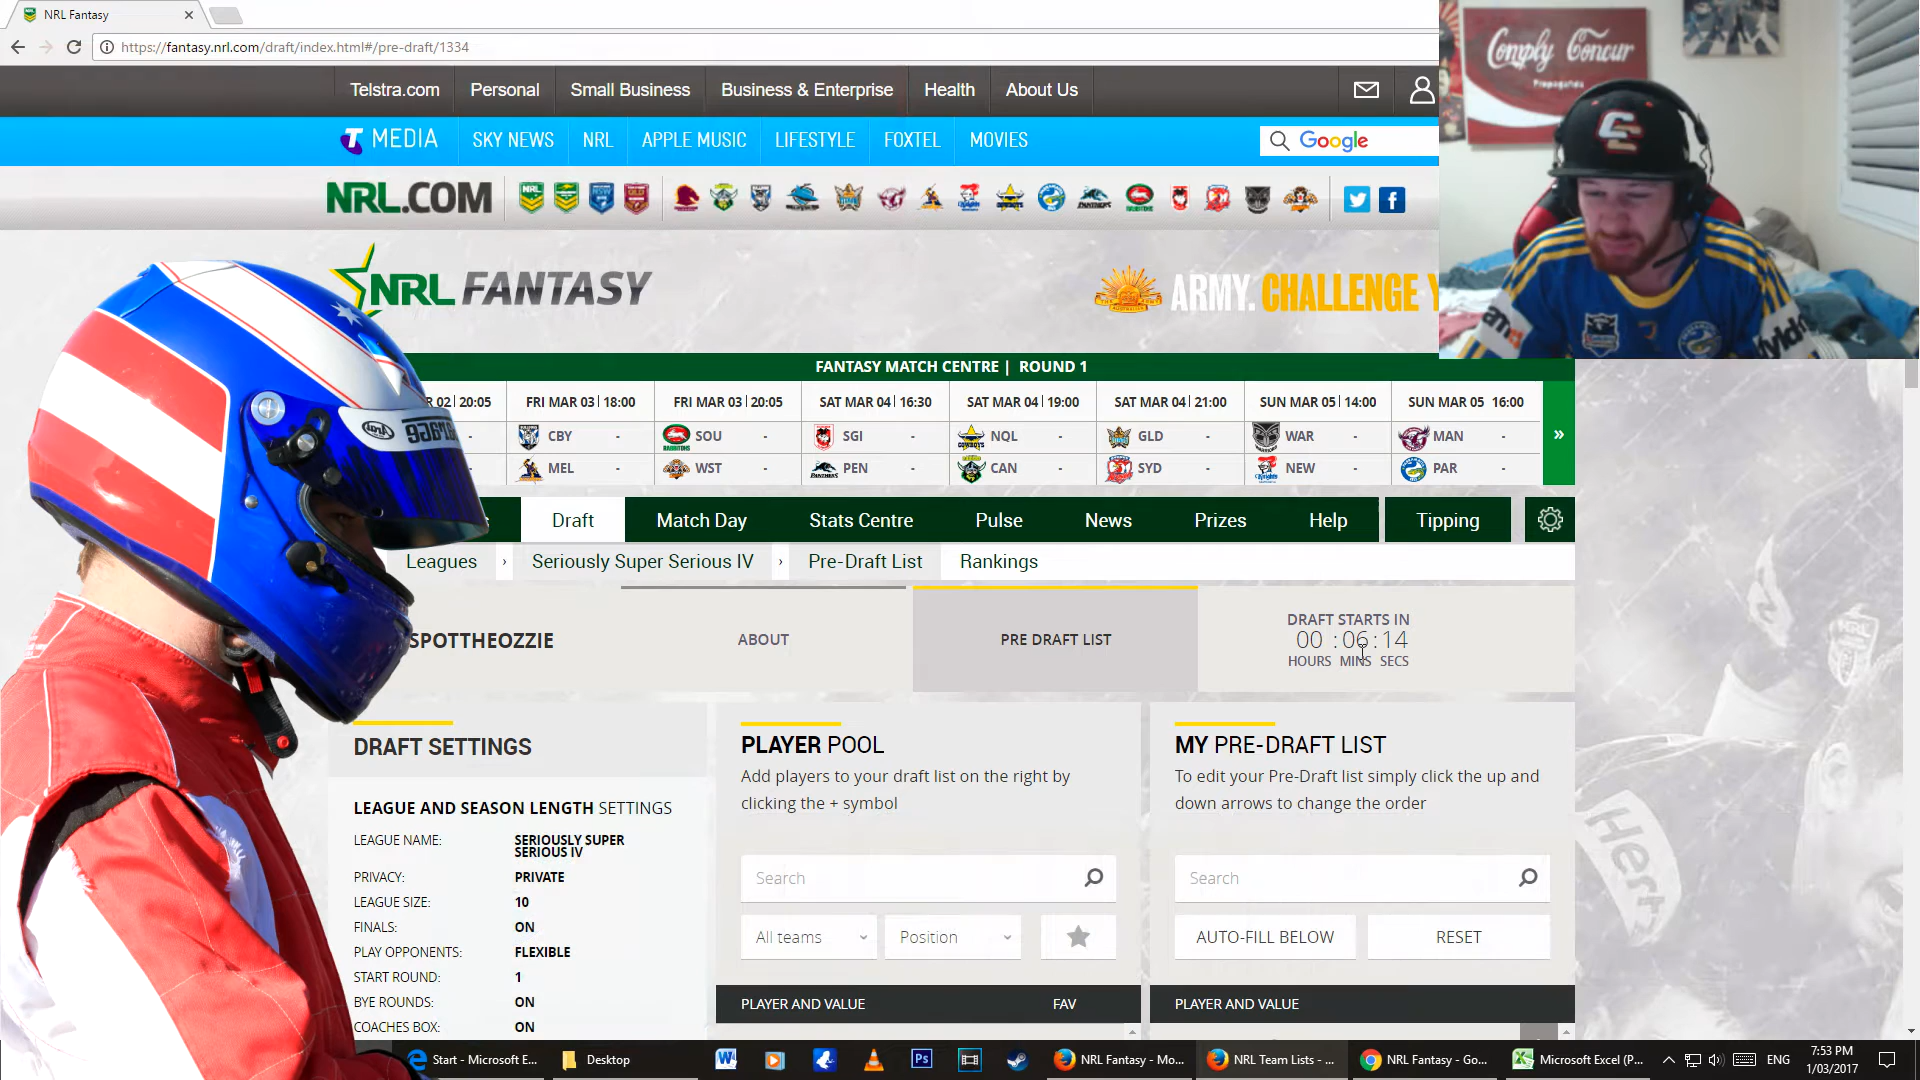 NRL Fantasy
https://fantasy.nrl.com/draft/index.html#/pre-draft/1334
Telstra.com Personal Small Business Business & Enterprise Health About Us
T MEDIA SKY NEWS NRL APPLE MUSIC LIFESTYLE FOXTEL MOVIES Google
NRL.COM
Comply Concur
Propaganda
NRL FANTASY
ARMY. CHALLENGE Y
FANTASY MATCH CENTRE | ROUND 1
R 02 | 20:05 FRI MAR 03 | 18:00 FRI MAR 03 | 20:05 SAT MAR 04 | 16:30 SAT MAR 04 | 19:00 SAT MAR 04 | 21:00 SUN MAR 05 | 14:00 SUN MAR 05 16:00
- CBY - SOU - SGI - NQL - GLD - WAR - MAN -
- MEL - WST - PEN - CAN - SYD - NEW - PAR -
s Draft Match Day Stats Centre Pulse News Prizes Help Tipping
Leagues › Seriously Super Serious IV › Pre-Draft List Rankings
SPOTTHEOZZIE ABOUT PRE DRAFT LIST
DRAFT STARTS IN
00 : 06 : 14
HOURS MINS SECS
DRAFT SETTINGS
LEAGUE AND SEASON LENGTH SETTINGS
LEAGUE NAME: SERIOUSLY SUPER
SERIOUS IV
PRIVACY: PRIVATE
LEAGUE SIZE: 10
FINALS: ON
PLAY OPPONENTS: FLEXIBLE
START ROUND: 1
BYE ROUNDS: ON
COACHES BOX: ON
PLAYER POOL
Add players to your draft list on the right by
clicking the + symbol
Search
All teams Position
PLAYER AND VALUE FAV
MY PRE-DRAFT LIST
To edit your Pre-Draft list simply click the up and
down arrows to change the order
Search
AUTO-FILL BELOW RESET
PLAYER AND VALUE
Start - Microsoft E... Desktop NRL Fantasy - Mo... NRL Team Lists - ... NRL Fantasy - Go... Microsoft Excel (P... ENG 7:53 PM
1/03/2017